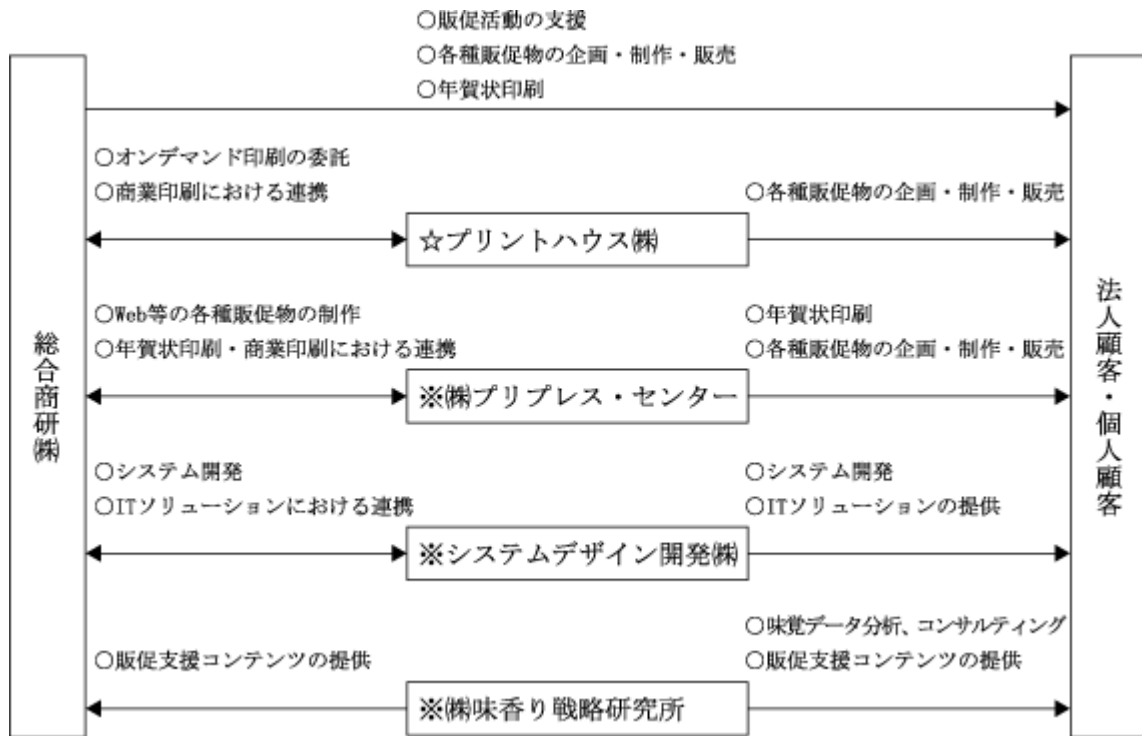 ○販促活動の支援
○各種販促物の企画・制作・販売
○年賀状印刷
総合商研㈱
法人顧客・個人顧客
○オンデマンド印刷の委託
○商業印刷における連携
○各種販促物の企画・制作・販売
☆プリントハウス㈱
○Web等の各種販促物の制作
○年賀状印刷・商業印刷における連携
○年賀状印刷
○各種販促物の企画・制作・販売
※㈱プリプレス・センター
○システム開発
○ITソリューションにおける連携
○システム開発
○ITソリューションの提供
※システムデザイン開発㈱
○販促支援コンテンツの提供
○味覚データ分析、コンサルティング
○販促支援コンテンツの提供
※㈱味香り戦略研究所